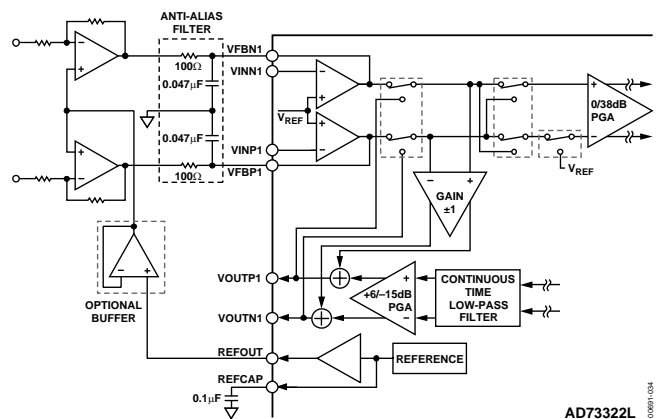 ANTI-ALIAS
FILTER
100Ω
0.047µF
0.047µF
100Ω
VFBN1
VINN1
VREF
VINP1
VFBP1
0/38dB
PGA
VREF
GAIN
±1
OPTIONAL
BUFFER
VOUTP1
VOUTN1
+6/–15dB
PGA
CONTINUOUS
TIME
LOW-PASS
FILTER
REFOUT
REFCAP
REFERENCE
0.1µF
AD73322L
00691-034